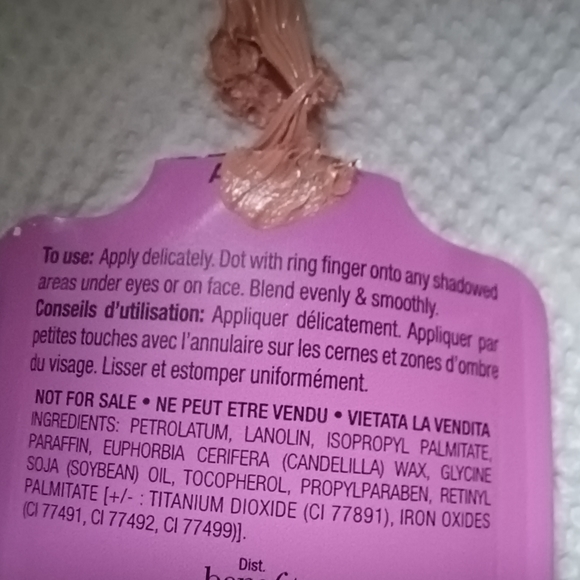 To use: Apply delicately. Dot with ring finger onto any shadowed
areas under eyes or on face. Blend evenly & smoothly.
Conseils d'utilisation: Appliquer délicatement. Appliquer par
petites touches avec l'annulaire sur les cernes et zones d'ombre
du visage. Lisser et estomper uniformément.
NOT FOR SALE • NE PEUT ETRE VENDU • VIETATA LA VENDITA
INGREDIENTS: PETROLATUM, LANOLIN, ISOPROPYL PALMITATE,
PARAFFIN, EUPHORBIA CERIFERA (CANDELILLA) WAX, GLYCINE
SOJA (SOYBEAN) OIL, TOCOPHEROL, PROPYLPARABEN, RETINYL
PALMITATE [+/- : TITANIUM DIOXIDE (CI 77891), IRON OXIDES
(CI 77491, CI 77492, CI 77499)].
Dist.